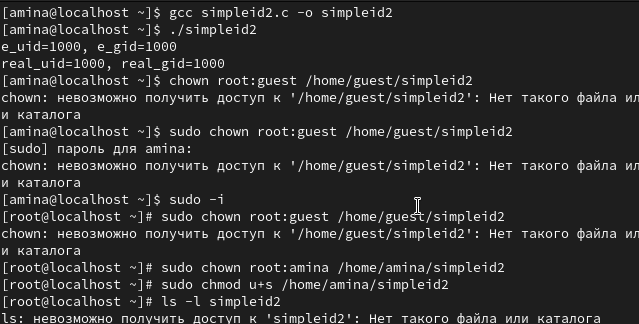 [amina@localhost ~]$ gcc simpleid2.c -o simpleid2
[amina@localhost ~]$ ./simpleid2
e_uid=1000, e_gid=1000
real_uid=1000, real_gid=1000
[amina@localhost ~]$ chown root:guest /home/guest/simpleid2
chown: невозможно получить доступ к '/home/guest/simpleid2': Нет такого файла ил
и каталога
[amina@localhost ~]$ sudo chown root:guest /home/guest/simpleid2
[sudo] пароль для amina:
chown: невозможно получить доступ к '/home/guest/simpleid2': Нет такого файла ил
и каталога
[amina@localhost ~]$ sudo -i
[root@localhost ~]# sudo chown root:guest /home/guest/simpleid2
chown: невозможно получить доступ к '/home/guest/simpleid2': Нет такого файла ил
и каталога
[root@localhost ~]# sudo chown root:amina /home/amina/simpleid2
[root@localhost ~]# sudo chmod u+s /home/amina/simpleid2
[root@localhost ~]# ls -l simpleid2
ls: невозможно получить доступ к 'simpleid2': Нет такого файла или каталога